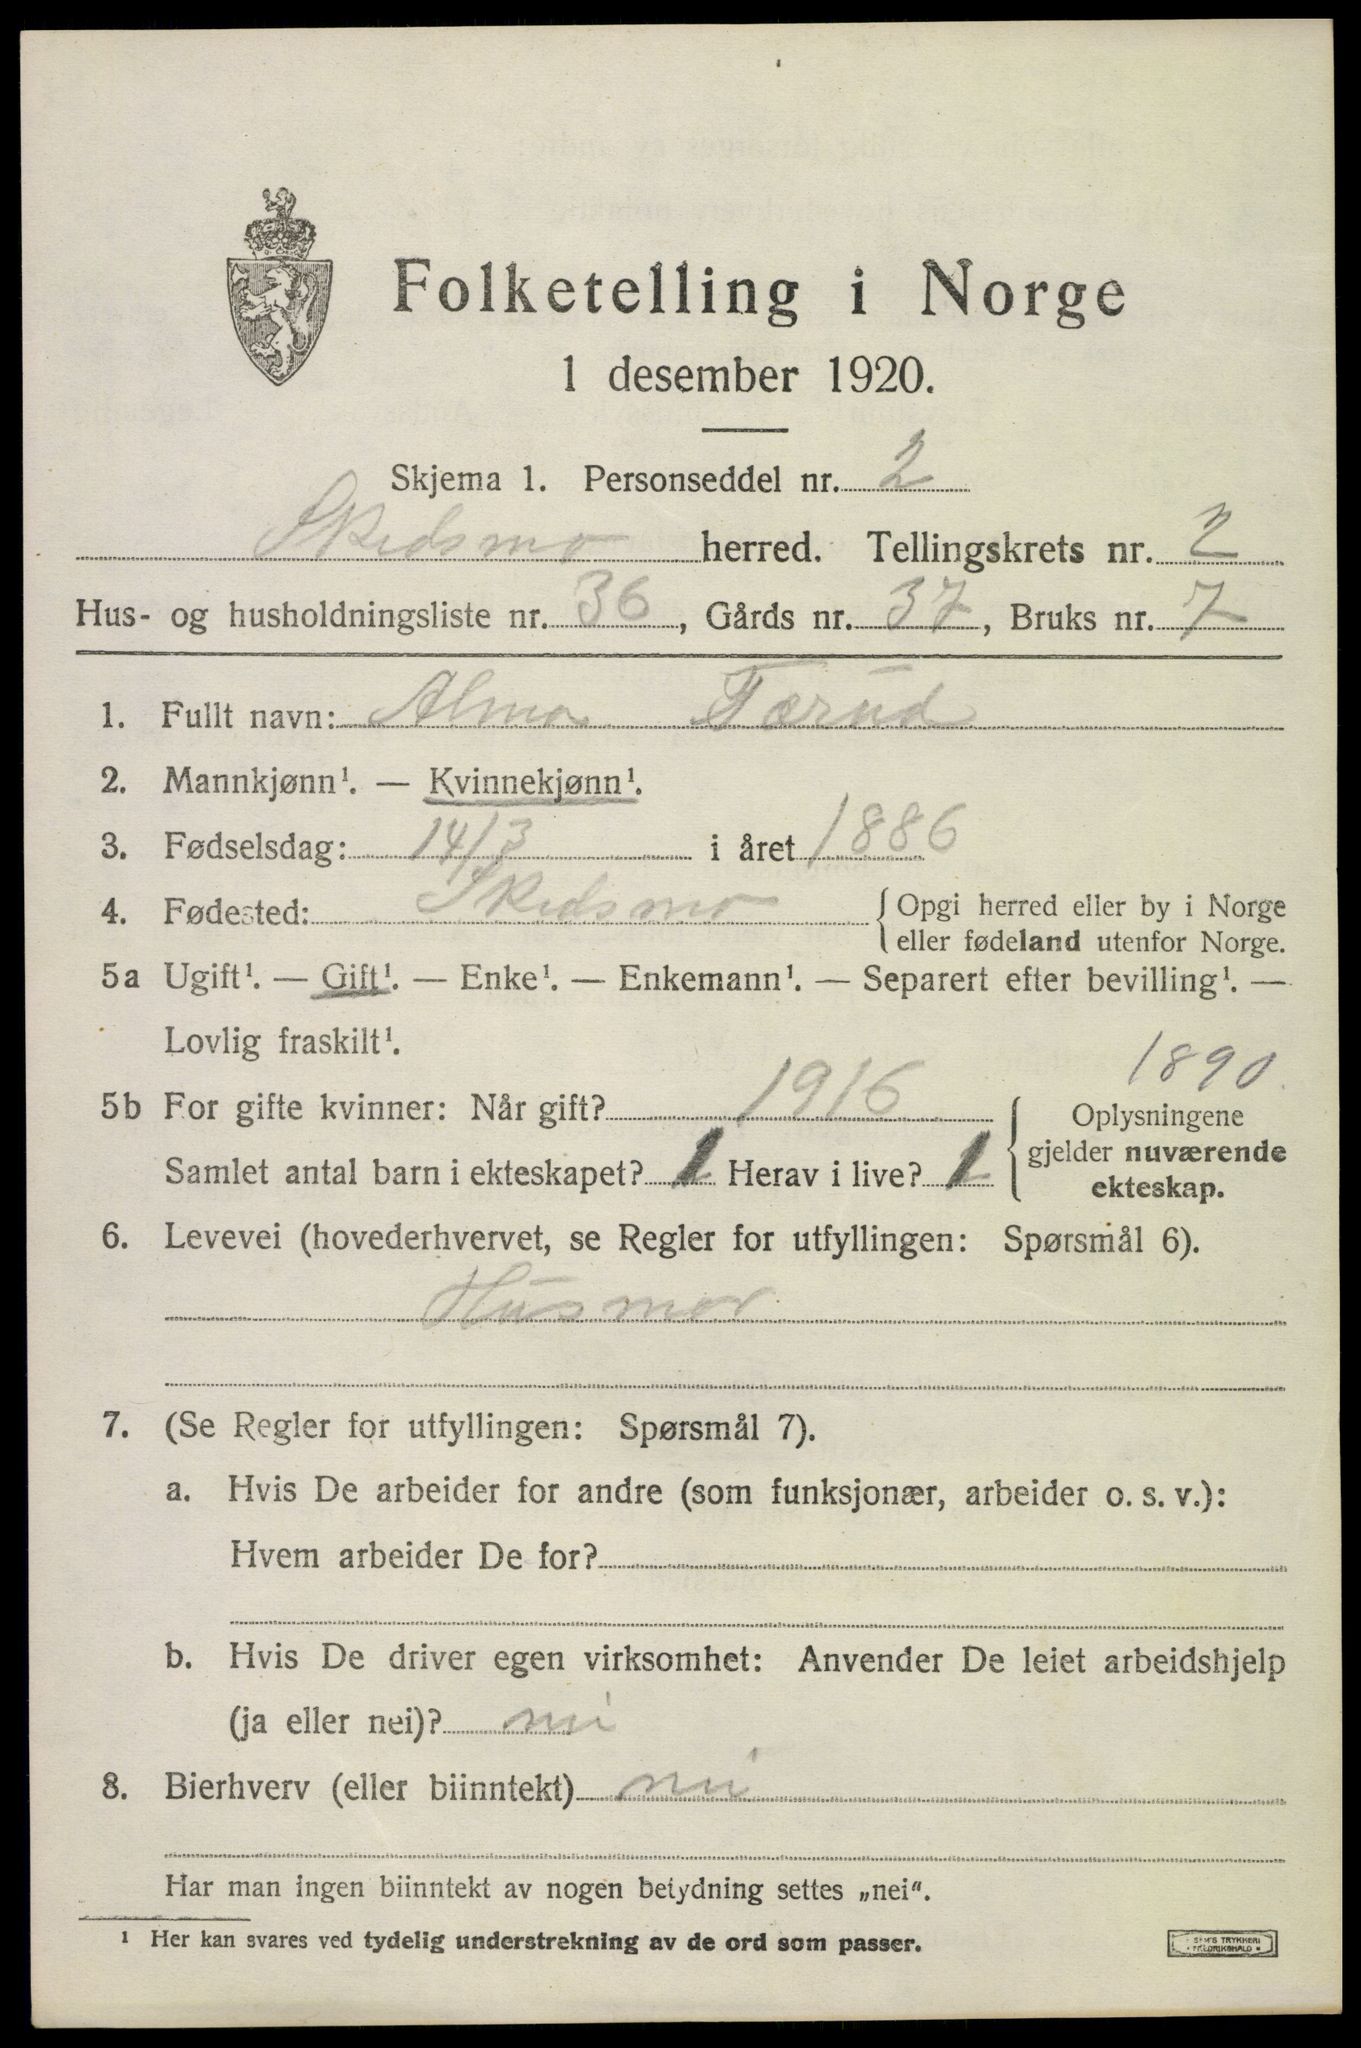 Folketelling i Norge
1 desember 1920.
Skjema 1. Personseddel nr. 2
Skedsmo herred. Tellingskrets nr. 2
Hus- og husholdningsliste nr. 36, Gårds nr. 37, Bruks nr. 7
1. Fullt navn: Alma Færud
2. Mannkjønn¹. — Kvinnekjønn¹.
3. Fødselsdag: 14/3 i året 1886
4. Fødested: Skedsmo {Opgi herred eller by i Norge
eller fødeland utenfor Norge.
5a Ugift¹. — Gift¹. — Enke¹. — Enkemann¹. — Separert efter bevilling¹. —
Lovlig fraskilt¹.
1890.
5b For gifte kvinner: Når gift? 1916
Samlet antal barn i ekteskapet? 1 Herav i live? 1
{Oplysningene
gjelder nuværende
ekteskap.
6. Levevei (hovederhvervet, se Regler for utfyllingen: Spørsmål 6).
Husmor
7. (Se Regler for utfyllingen: Spørsmål 7).
a. Hvis De arbeider for andre (som funksjonær, arbeider o. s. v.):
Hvem arbeider De for?
b. Hvis De driver egen virksomhet: Anvender De leiet arbeidshjelp
(ja eller nei)? nei
8. Bierhverv (eller biinntekt) nei
Har man ingen biinntekt av nogen betydning settes „nei“.
¹ Her kan svares ved tydelig understrekning av de ord som passer.
TRYKKERI
FREDRIKSHALD